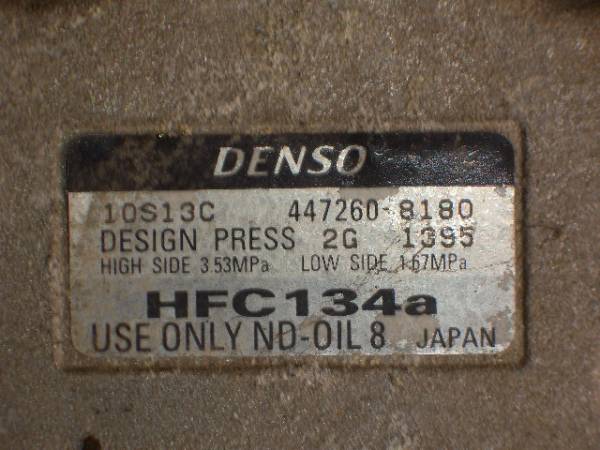 DENSO
10S13C 447260-8180
DESIGN PRESS 2G 1395
HIGH SIDE 3.53MPa LOW SIDE 1.67MPa
HFC134a
USE ONLY ND-OIL 8 JAPAN